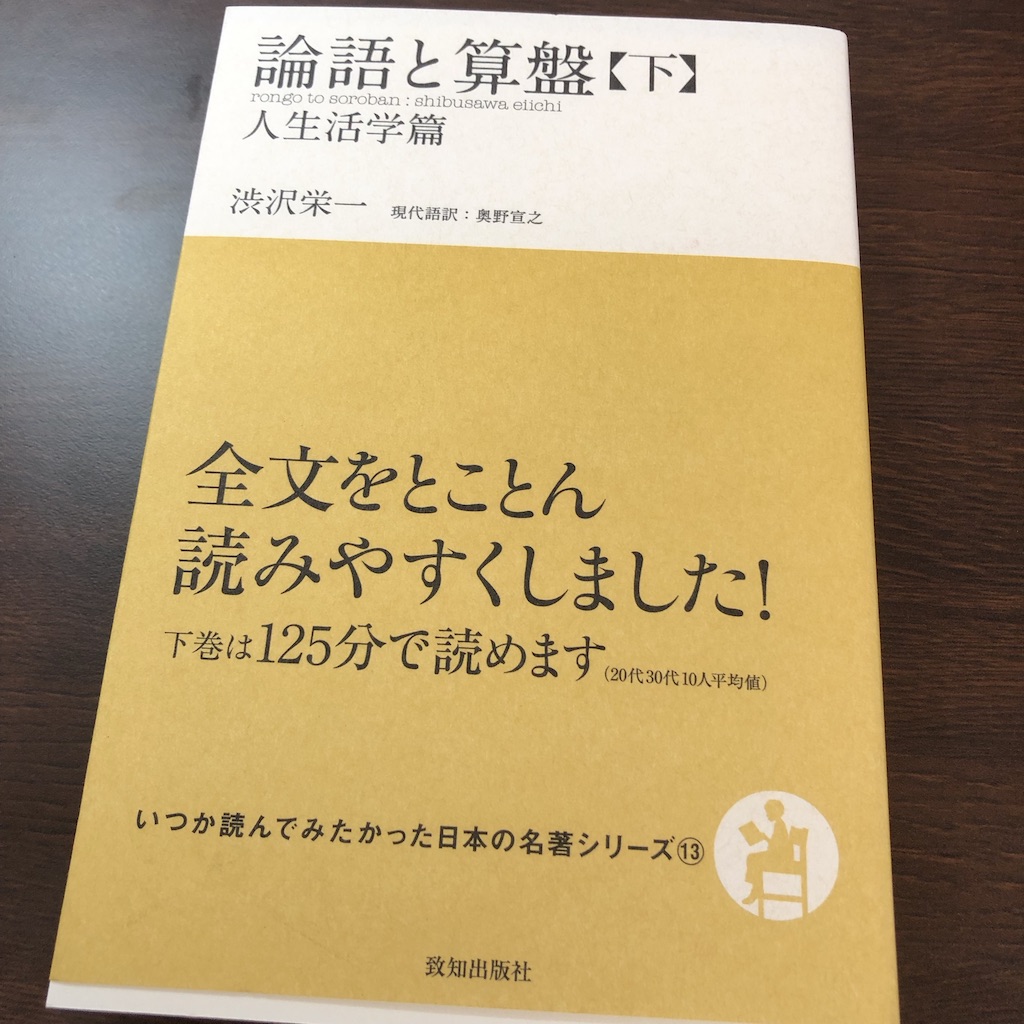 論語と算盤【下】
rongo to soroban : shibusawa eiichi
人生活学篇
渋沢栄一 現代語訳:奥野宣之
全文をとことん
読みやすくしました!
下巻は125分で読めます(20代30代10人平均値)
いつか読んでみたかった日本の名著シリーズ⑬
致知出版社